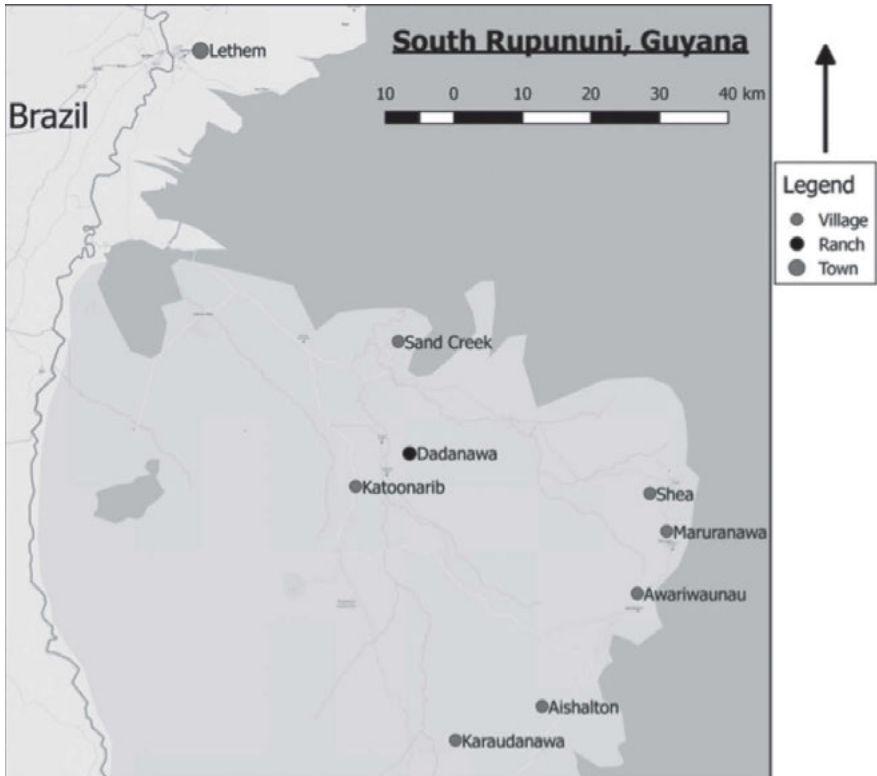 South Rupununi, Guyana
Lethem
10 0 10 20 30 40 km
Brazil
Legend
Village
Ranch
Town
Sand Creek
Dadanawa
Katoonarib
Shea
Maruranawa
Awariwaunau
Aishalton
Karaudanawa